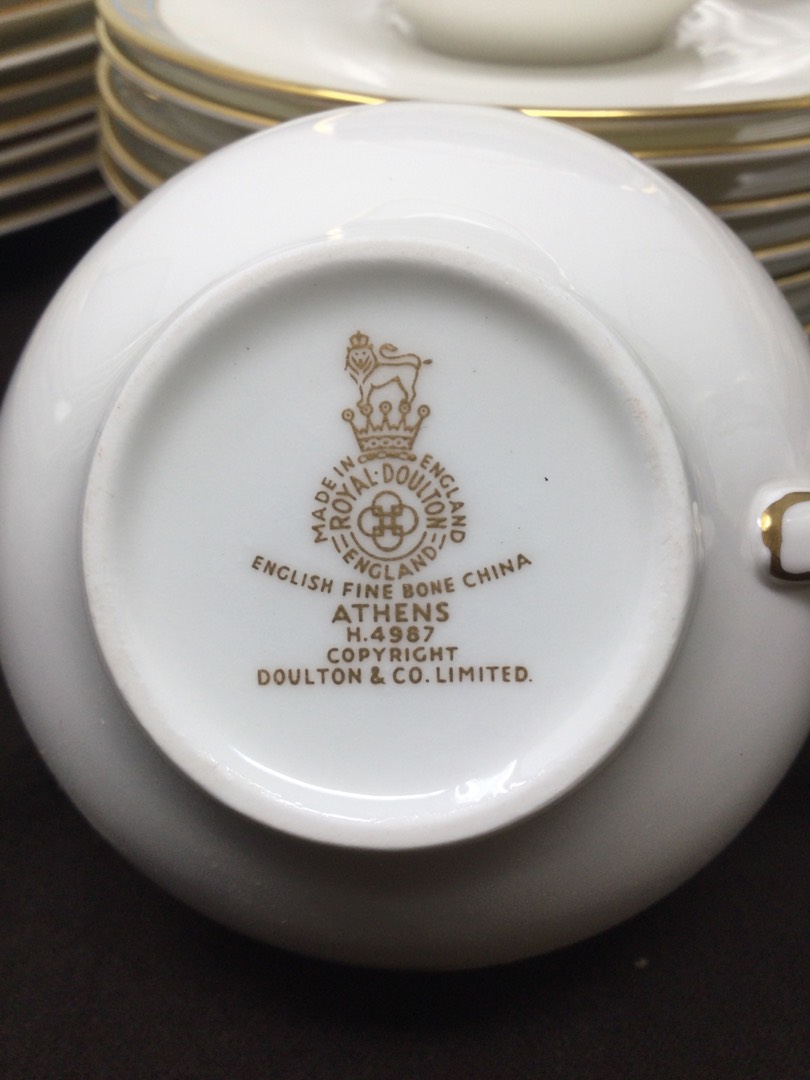 MADE IN ENGLAND
ROYAL·DOULTON
ENGLAND
ENGLISH FINE BONE CHINA
ATHENS
H.4987
COPYRIGHT
DOULTON & CO. LIMITED.